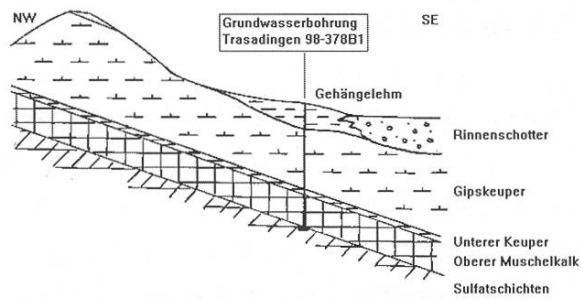 NW
Grundwasserbohrung
Trasadingen 98-378B1
SE
Gehängelehm
Rinnenschotter
Gipskeuper
Unterer Keuper
Oberer Muschelkalk
Sulfatschichten